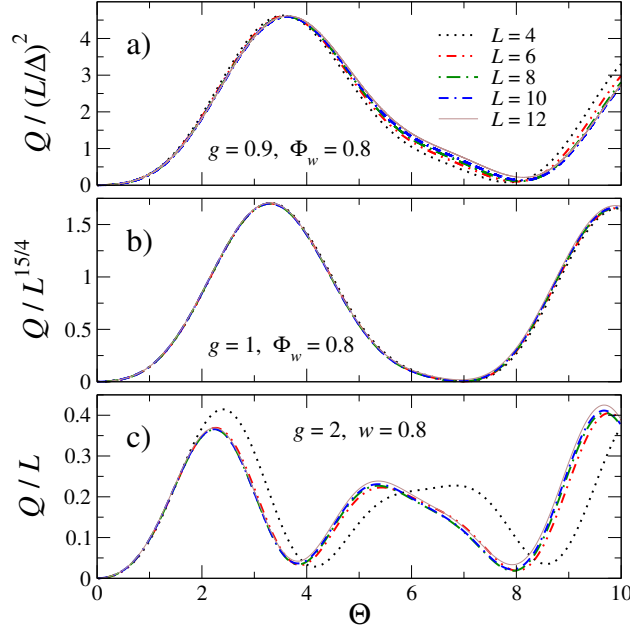 a)
Q / (L/Δ)²
4
3
2
1
0
g = 0.9, Φ_w = 0.8
L = 4
L = 6
L = 8
L = 10
L = 12
b)
Q / L^{15/4}
1.5
1
0.5
0
g = 1, Φ_w = 0.8
c)
Q / L
0.4
0.3
0.2
0.1
0
g = 2, w = 0.8
0 2 4 6 8 10
Θ